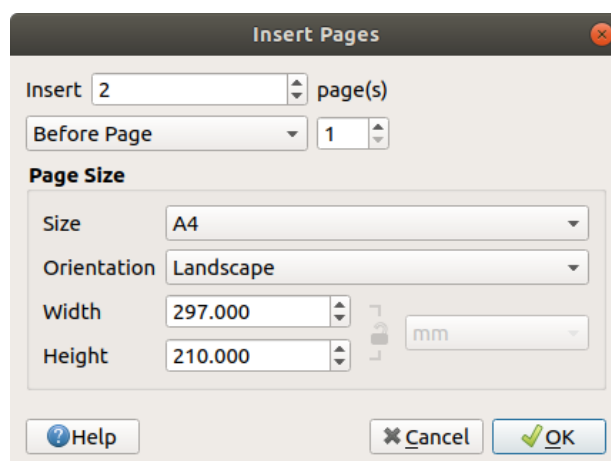 Insert Pages
Insert 2 page(s)
Before Page 1
Page Size
Size A4
Orientation Landscape
Width 297.000
mm
Height 210.000
Help Cancel OK